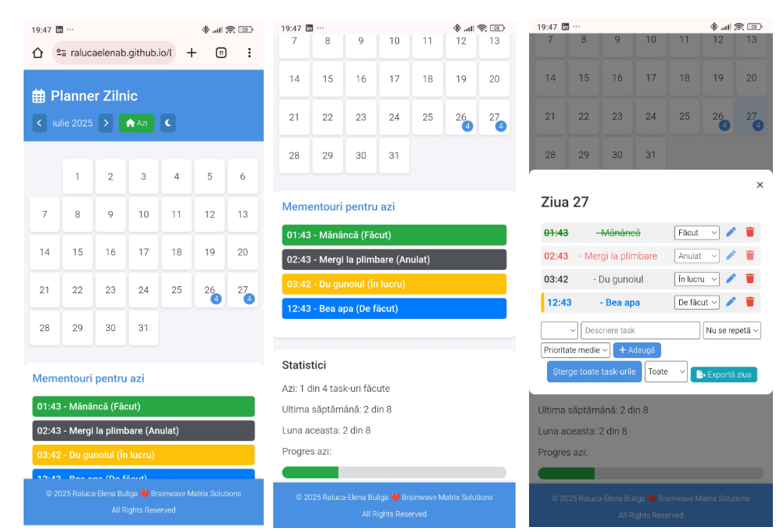 19:47
ralucaelenab.github.io/I
11
Planner Zilnic
iulie 2025
Azi
1 2 3 4 5 6
7 8 9 10 11 12 13
14 15 16 17 18 19 20
21 22 23 24 25 26 4 27 4
28 29 30 31
Mementouri pentru azi
01:43 - Mănâncă (Făcut)
02:43 - Mergi la plimbare (Anulat)
03:42 - Du gunoiul (În lucru)
12:43 - Bea apa (De făcut)
© 2025 Raluca-Elena Buliga ❤️ Brainwave Matrix Solutions
All Rights Reserved
19:47
7 8 9 10 11 12 13
14 15 16 17 18 19 20
21 22 23 24 25 26 4 27 4
28 29 30 31
Mementouri pentru azi
01:43 - Mănâncă (Făcut)
02:43 - Mergi la plimbare (Anulat)
03:42 - Du gunoiul (În lucru)
12:43 - Bea apa (De făcut)
Statistici
Azi: 1 din 4 task-uri făcute
Ultima săptămână: 2 din 8
Luna aceasta: 2 din 8
Progres azi:
© 2025 Raluca-Elena Buliga ❤️ Brainwave Matrix Solutions
All Rights Reserved
19:47
7 8 9 10 11 12 13
14 15 16 17 18 19 20
21 22 23 24 25 26 4 27 4
28 29 30 31
×
Ziua 27
01:43 - Mănâncă Făcut
02:43 - Mergi la plimbare Anulat
03:42 - Du gunoiul În lucru
12:43 - Bea apa De făcut
Descriere task Nu se repetă
Prioritate medie + Adaugă
Șterge toate task-urile Toate Exportă ziua
Ultima săptămână: 2 din 8
Luna aceasta: 2 din 8
Progres azi:
© 2025 Raluca-Elena Buliga ❤️ Brainwave Matrix Solutions
All Rights Reserved